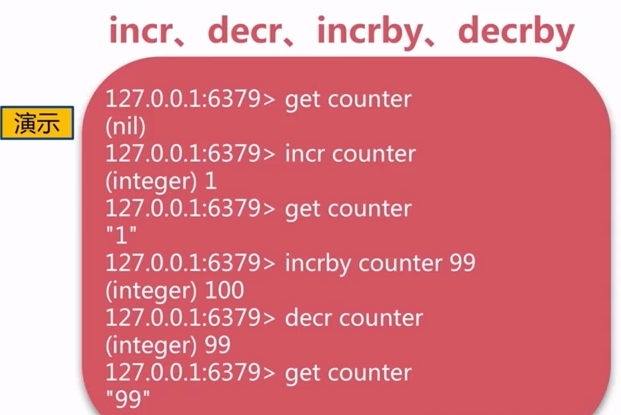 incr、decr、incrby、decrby
演示
127.0.0.1:6379> get counter
(nil)
127.0.0.1:6379> incr counter
(integer) 1
127.0.0.1:6379> get counter
"1"
127.0.0.1:6379> incrby counter 99
(integer) 100
127.0.0.1:6379> decr counter
(integer) 99
127.0.0.1:6379> get counter
"99"